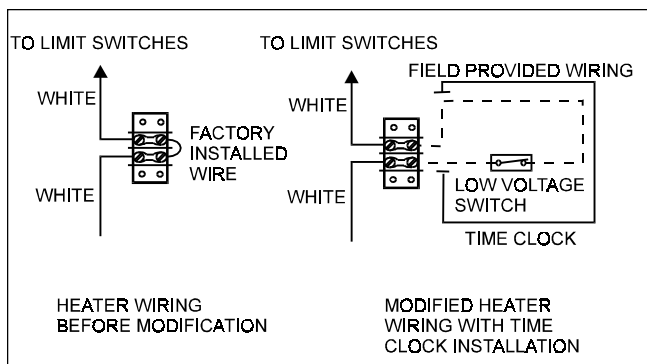 TO LIMIT SWITCHES
WHITE
FACTORY
INSTALLED
WIRE
WHITE
HEATER WIRING
BEFORE MODIFICATION
TO LIMIT SWITCHES
FIELD PROVIDED WIRING
WHITE
LOW VOLTAGE
SWITCH
WHITE
TIME CLOCK
MODIFIED HEATER
WIRING WITH TIME
CLOCK INSTALLATION